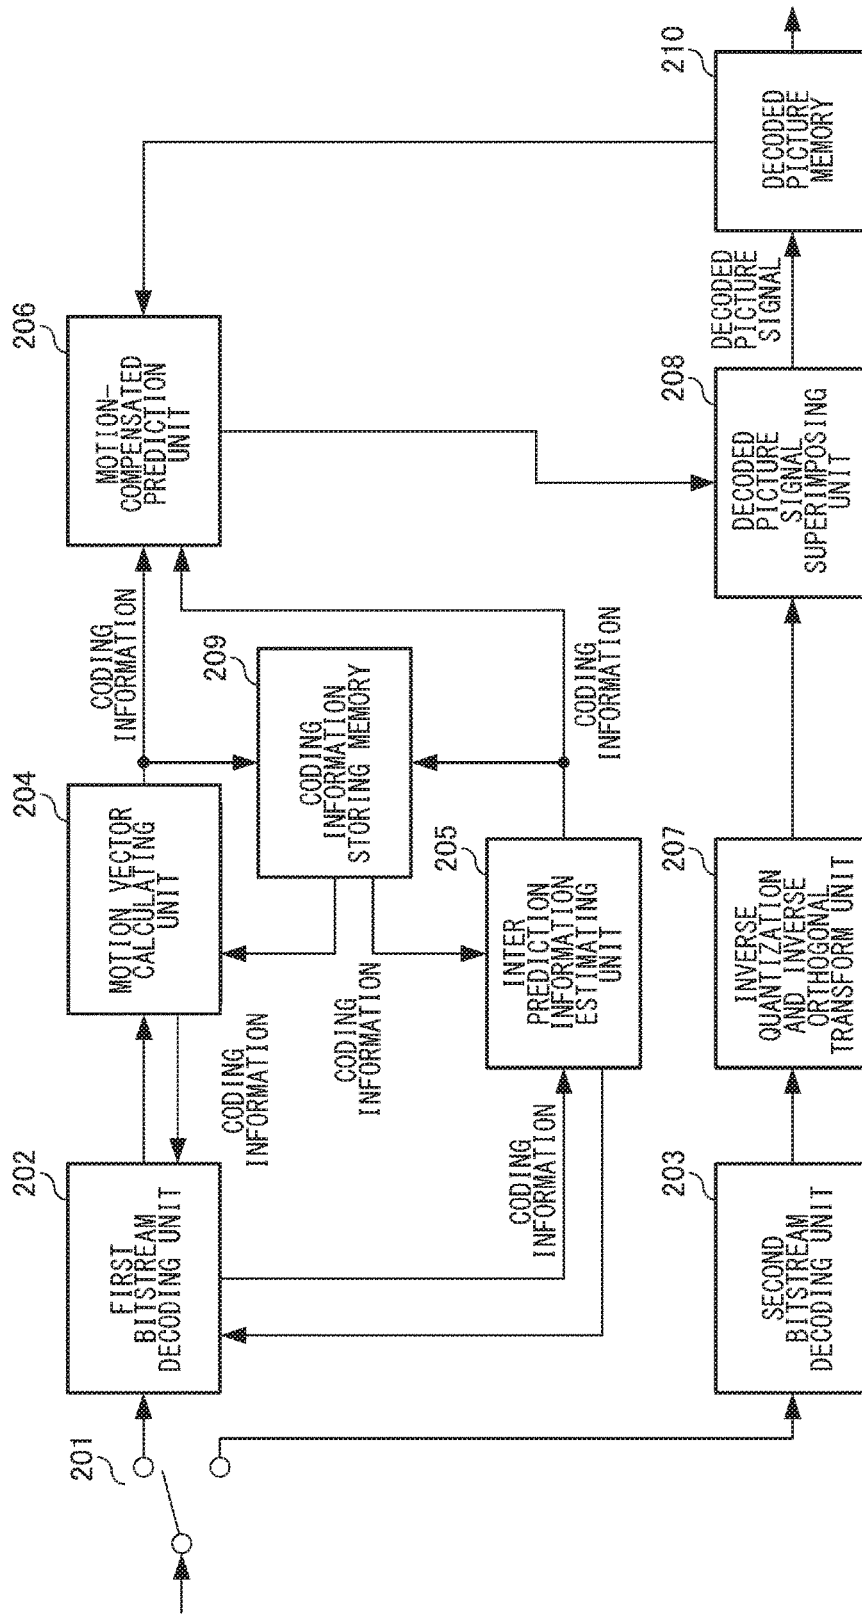 201
202
FIRST
BITSTREAM
DECODING UNIT
204
MOTION VECTOR
CALCULATING
UNIT
CODING
INFORMATION
206
MOTION-
COMPENSATED
PREDICTION
UNIT
CODING
INFORMATION
209
CODING
INFORMATION
STORING MEMORY
CODING
INFORMATION
CODING
INFORMATION
205
INTER
PREDICTION
INFORMATION
ESTIMATING
UNIT
CODING
INFORMATION
203
SECOND
BITSTREAM
DECODING UNIT
207
INVERSE
QUANTIZATION
AND INVERSE
ORTHOGONAL
TRANSFORM UNIT
208
DECODED
PICTURE
SIGNAL
SUPERIMPOSING
UNIT
DECODED
PICTURE
SIGNAL
210
DECODED
PICTURE
MEMORY